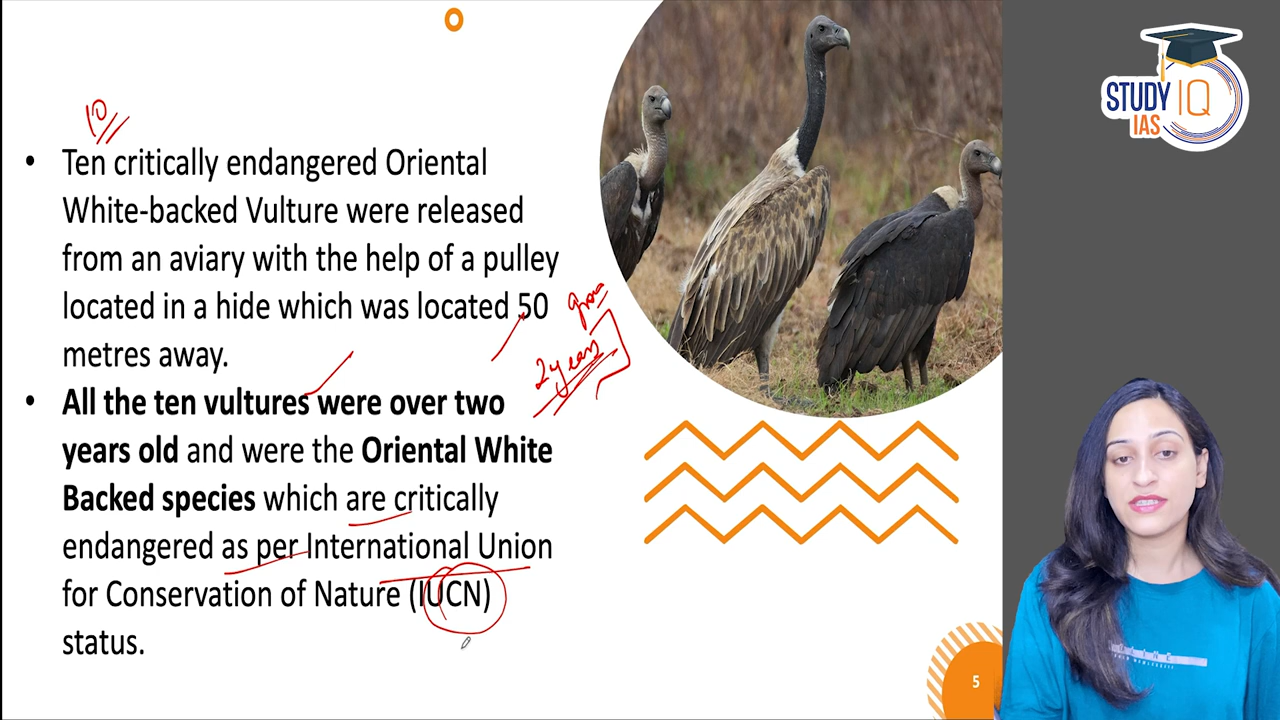 10
• Ten critically endangered Oriental
White-backed Vulture were released
from an aviary with the help of a pulley
located in a hide which was located 50
metres away.
2 years
• All the ten vultures were over two
years old and were the Oriental White
Backed species which are critically
endangered as per International Union
for Conservation of Nature (IUCN)
status.
STUDY IQ
IAS
5